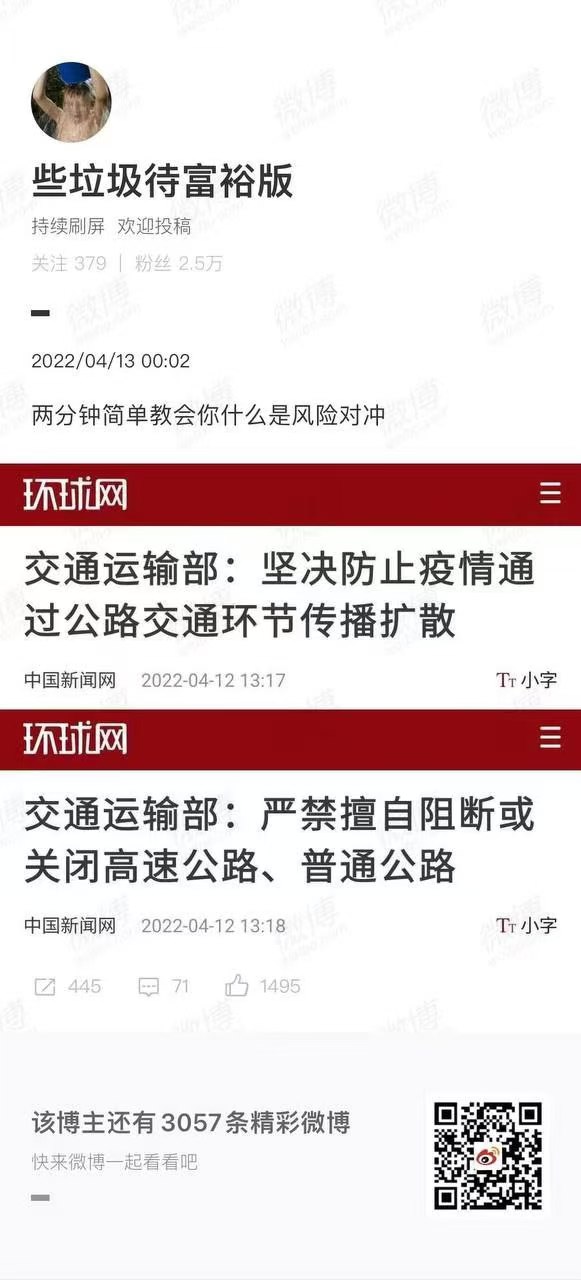 些垃圾待富裕版
持续刷屏 欢迎投稿
关注 379 | 粉丝 2.5万
2022/04/13 00:02
两分钟简单教会你什么是风险对冲
环球网
交通运输部：坚决防止疫情通
过公路交通环节传播扩散
中国新闻网 2022-04-12 13:17 TT 小字
环球网
交通运输部：严禁擅自阻断或
关闭高速公路、普通公路
中国新闻网 2022-04-12 13:18 TT 小字
445 71 1495
该博主还有3057条精彩微博
快来微博一起看看吧